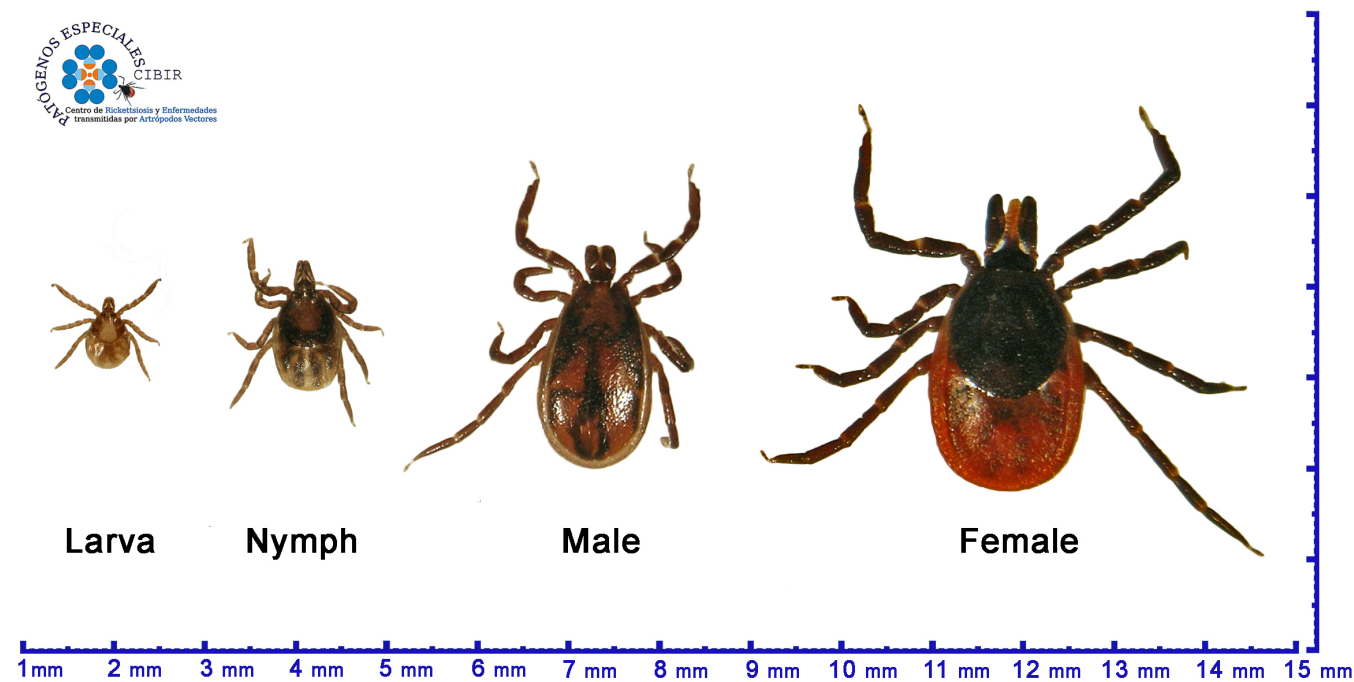 PATÓGENOS ESPECIALES
CIBIR
Centro de Rickettsiosis y Enfermedades
transmitidas por Artrópodos Vectores
Larva
Nymph
Male
Female
1mm 2 mm 3 mm 4 mm 5 mm 6 mm 7 mm 8 mm 9 mm 10 mm 11 mm 12 mm 13 mm 14 mm 15 mm